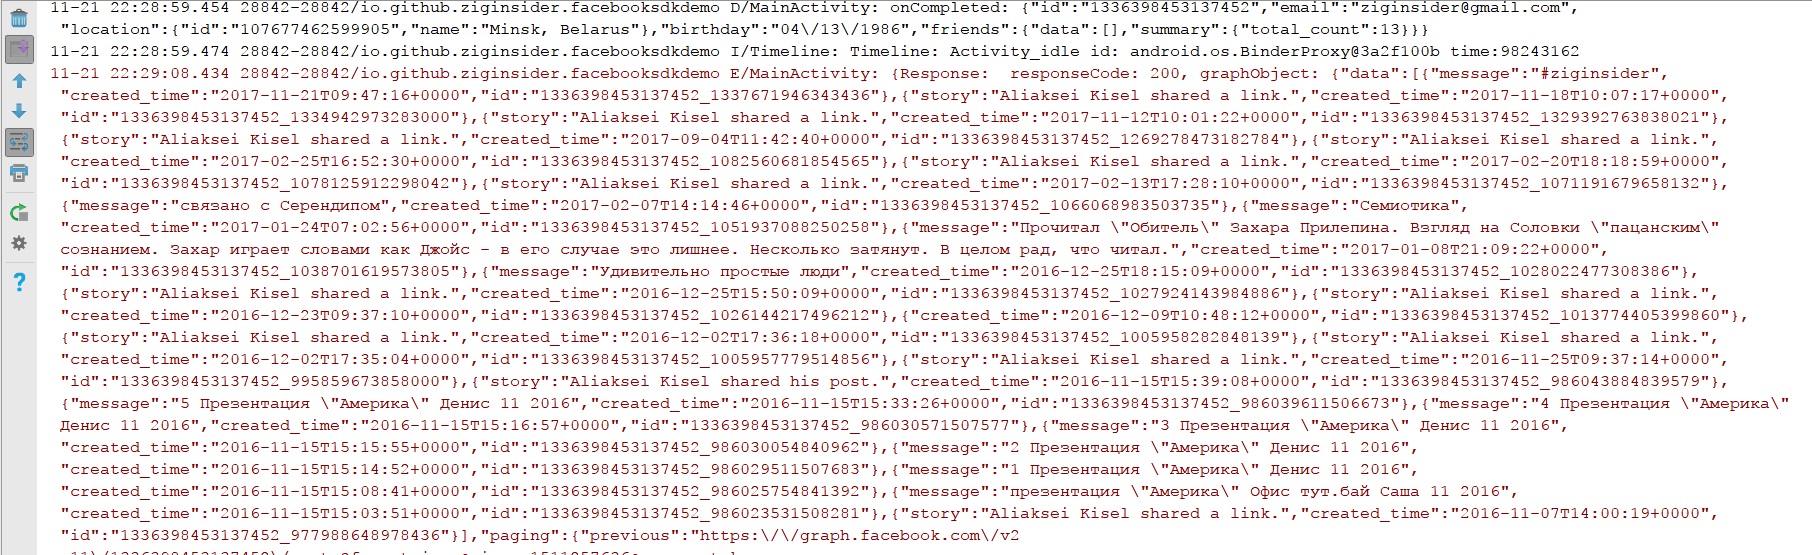 11-21 22:28:59.454 28842-28842/io.github.ziginsider.facebooksdkdemo D/MainActivity: onCompleted: {"id":"1336398453137452","email":"ziginsider@gmail.com",
"location":{"id":"107677462599905","name":"Minsk, Belarus"},"birthday":"04\/13\/1986","friends":{"data":[],"summary":{"total_count":13}}}
11-21 22:28:59.474 28842-28842/io.github.ziginsider.facebooksdkdemo I/Timeline: Timeline: Activity_idle id: android.os.BinderProxy@3a2f100b time:98243162
11-21 22:29:08.434 28842-28842/io.github.ziginsider.facebooksdkdemo E/MainActivity: {Response:  responseCode: 200, graphObject: {"data":[{"message":"#ziginsider",
"created_time":"2017-11-21T09:47:16+0000","id":"1336398453137452_1337671946343436"},{"story":"Aliaksei Kisel shared a link.","created_time":"2017-11-18T10:07:17+0000",
"id":"1336398453137452_1334942973283000"},{"story":"Aliaksei Kisel shared a link.","created_time":"2017-11-12T10:01:22+0000","id":"1336398453137452_1329392763838021"},
{"story":"Aliaksei Kisel shared a link.","created_time":"2017-09-04T11:42:40+0000","id":"1336398453137452_1269278473182784"},{"story":"Aliaksei Kisel shared a link.",
"created_time":"2017-02-25T16:52:30+0000","id":"1336398453137452_1082560681854565"},{"story":"Aliaksei Kisel shared a link.","created_time":"2017-02-20T18:18:59+0000",
"id":"1336398453137452_1078125912298042"},{"story":"Aliaksei Kisel shared a link.","created_time":"2017-02-13T17:28:10+0000","id":"1336398453137452_1071191679658132"},
{"message":"связано с Серендипом","created_time":"2017-02-07T14:14:46+0000","id":"1336398453137452_1066068983503735"},{"message":"Семиотика",
"created_time":"2017-01-24T07:02:56+0000","id":"1336398453137452_1051937088250258"},{"message":"Прочитал \"Обитель\" Захара Прилепина. Взгляд на Соловки \"пацанским\"
сознанием. Захар играет словами как Джойс - в его случае это лишнее. Несколько затянут. В целом рад, что читал.","created_time":"2017-01-08T21:09:22+0000",
"id":"1336398453137452_1038701619573805"},{"message":"Удивительно простые люди","created_time":"2016-12-25T18:15:09+0000","id":"1336398453137452_1028022477308386"},
{"story":"Aliaksei Kisel shared a link.","created_time":"2016-12-25T15:50:09+0000","id":"1336398453137452_1027924143984886"},{"story":"Aliaksei Kisel shared a link.",
"created_time":"2016-12-23T09:37:10+0000","id":"1336398453137452_1026144217496212"},{"created_time":"2016-12-09T10:48:12+0000","id":"1336398453137452_1013774405399860"},
{"story":"Aliaksei Kisel shared a link.","created_time":"2016-12-02T17:36:18+0000","id":"1336398453137452_1005958282848139"},{"story":"Aliaksei Kisel shared a link.",
"created_time":"2016-12-02T17:35:04+0000","id":"1336398453137452_1005957779514856"},{"story":"Aliaksei Kisel shared a link.","created_time":"2016-11-25T09:37:14+0000",
"id":"1336398453137452_995859673858000"},{"story":"Aliaksei Kisel shared his post.","created_time":"2016-11-15T15:39:08+0000","id":"1336398453137452_986043884839579"},
{"message":"5 Презентация \"Америка\" Денис 11 2016","created_time":"2016-11-15T15:33:26+0000","id":"1336398453137452_986039611506673"},{"message":"4 Презентация \"Америка\"
Денис 11 2016","created_time":"2016-11-15T15:16:57+0000","id":"1336398453137452_986030571507577"},{"message":"3 Презентация \"Америка\" Денис 11 2016",
"created_time":"2016-11-15T15:15:55+0000","id":"1336398453137452_986030054840962"},{"message":"2 Презентация \"Америка\" Денис 11 2016",
"created_time":"2016-11-15T15:14:52+0000","id":"1336398453137452_986029511507683"},{"message":"1 Презентация \"Америка\" Денис 11 2016",
"created_time":"2016-11-15T15:08:41+0000","id":"1336398453137452_986025754841392"},{"message":"презентация \"Америка\" Офис тут.бай Саша 11 2016",
"created_time":"2016-11-15T15:03:51+0000","id":"1336398453137452_986023531508281"},{"story":"Aliaksei Kisel shared a link.","created_time":"2016-11-07T14:00:19+0000",
"id":"1336398453137452_977988648978436"}],"paging":{"previous":"https:\/\/graph.facebook.com\/v2